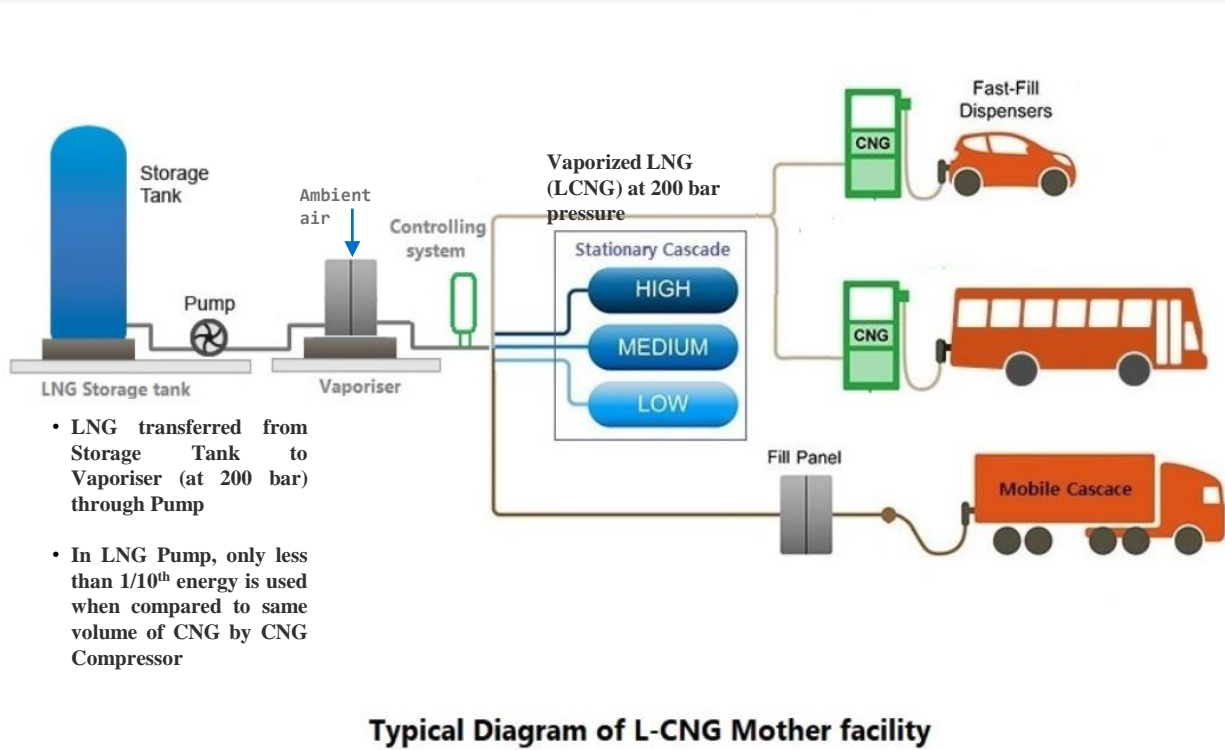 Fast-Fill
Dispensers
CNG
Storage
Tank
Vaporized LNG
(LCNG) at 200 bar
pressure
Ambient
air
Controlling
system
Stationary Cascade
HIGH
MEDIUM
LOW
Pump
CNG
LNG Storage tank
Vaporiser
• LNG transferred from
Storage Tank to
Vaporiser (at 200 bar)
through Pump
• In LNG Pump, only less
than 1/10th energy is used
when compared to same
volume of CNG by CNG
Compressor
Fill Panel
Mobile Cascace
Typical Diagram of L-CNG Mother facility